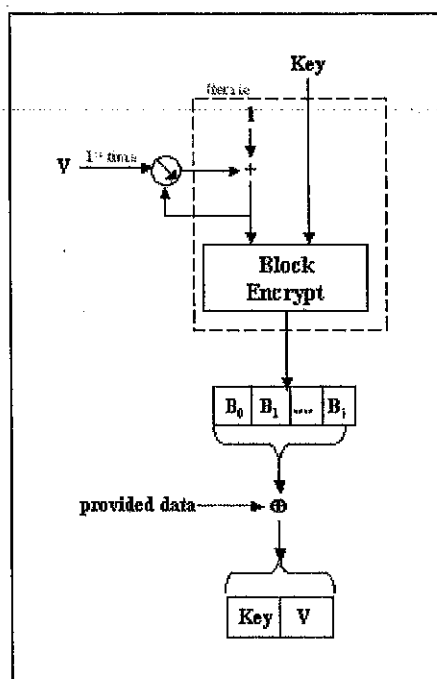 Key
Iterate
1
V 1st time
+
Block
Encrypt
B0 B1 ..... Bi
provided data
Key V